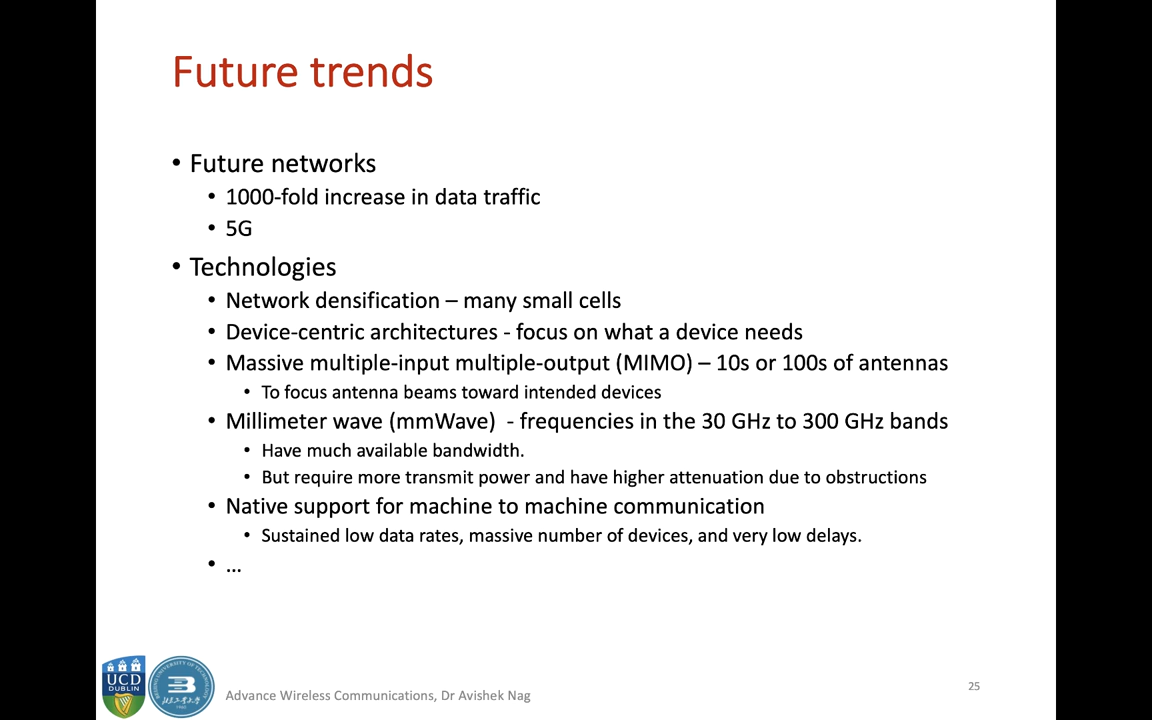 Future trends
• Future networks
• 1000-fold increase in data traffic
• 5G
• Technologies
• Network densification – many small cells
• Device-centric architectures - focus on what a device needs
• Massive multiple-input multiple-output (MIMO) – 10s or 100s of antennas
• To focus antenna beams toward intended devices
• Millimeter wave (mmWave)  - frequencies in the 30 GHz to 300 GHz bands
• Have much available bandwidth.
• But require more transmit power and have higher attenuation due to obstructions
• Native support for machine to machine communication
• Sustained low data rates, massive number of devices, and very low delays.
• …
UCD
DUBLIN
Advance Wireless Communications, Dr Avishek Nag
25